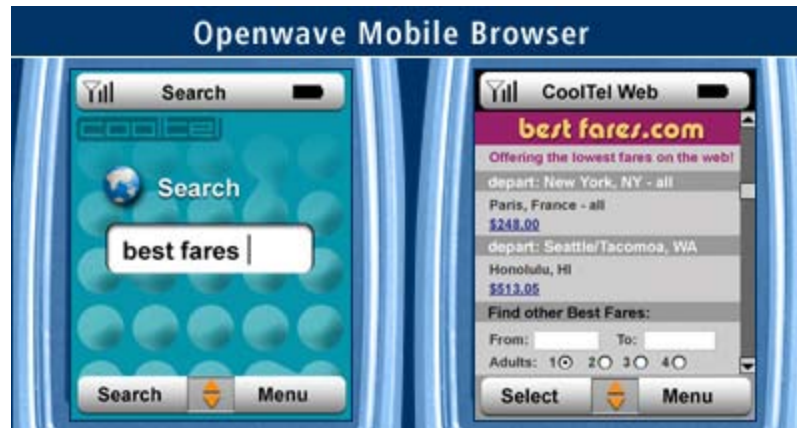 Openwave Mobile Browser
Search
cooltel
Search
best fares
Search Menu
CoolTel Web
best fares.com
Offering the lowest fares on the web!
depart: New York, NY - all
Paris, France - all
$248.00
depart: Seattle/Tacomoa, WA
Honolulu, HI
$513.05
Find other Best Fares:
From: To:
Adults: 1 2 3 4
Select Menu